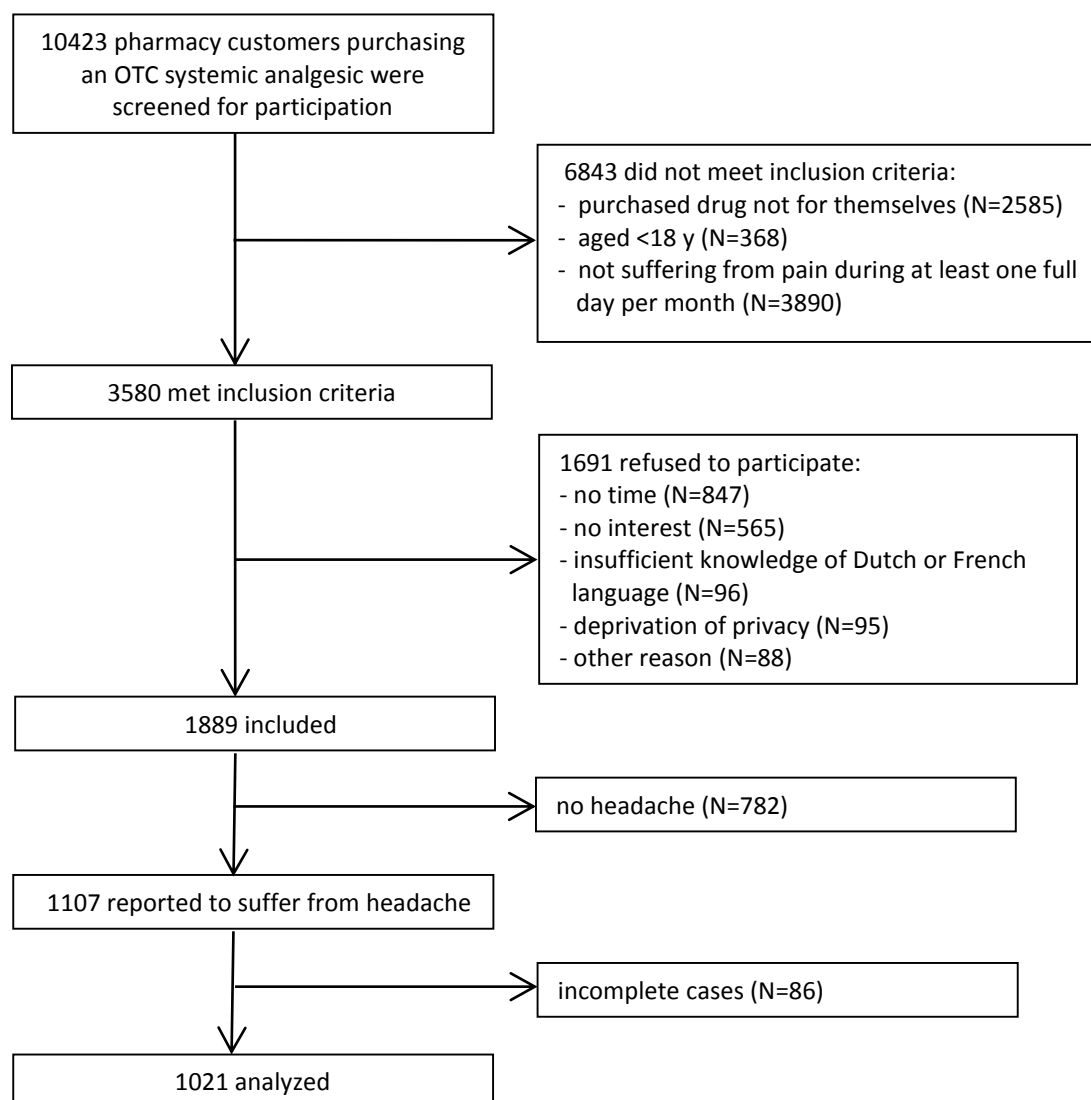 10423 pharmacy customers purchasing
an OTC systemic analgesic were
screened for participation
6843 did not meet inclusion criteria:
- purchased drug not for themselves (N=2585)
- aged <18 y (N=368)
- not suffering from pain during at least one full
day per month (N=3890)
3580 met inclusion criteria
1691 refused to participate:
- no time (N=847)
- no interest (N=565)
- insufficient knowledge of Dutch or French
language (N=96)
- deprivation of privacy (N=95)
- other reason (N=88)
1889 included
no headache (N=782)
1107 reported to suffer from headache
incomplete cases (N=86)
1021 analyzed